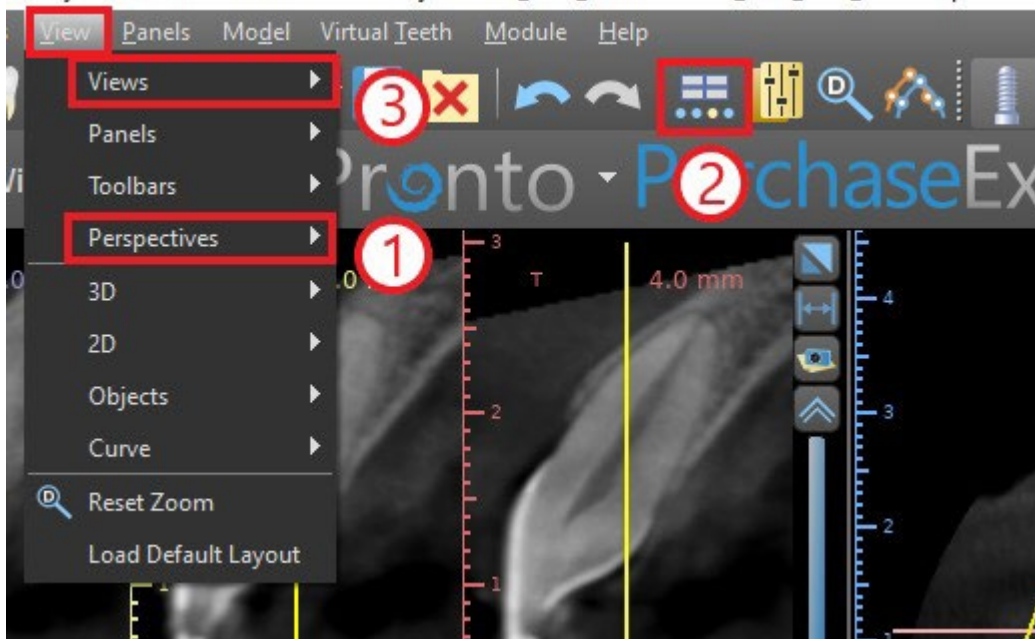 View Panels Model Virtual Teeth Module Help
Views
3
D
2
Panels
Toolbars
Pronto
PurchaseEx
Perspectives
1
3D
2D
Objects
Curve
D Reset Zoom
Load Default Layout
3
T 4.0 mm
2
1
4
3
2